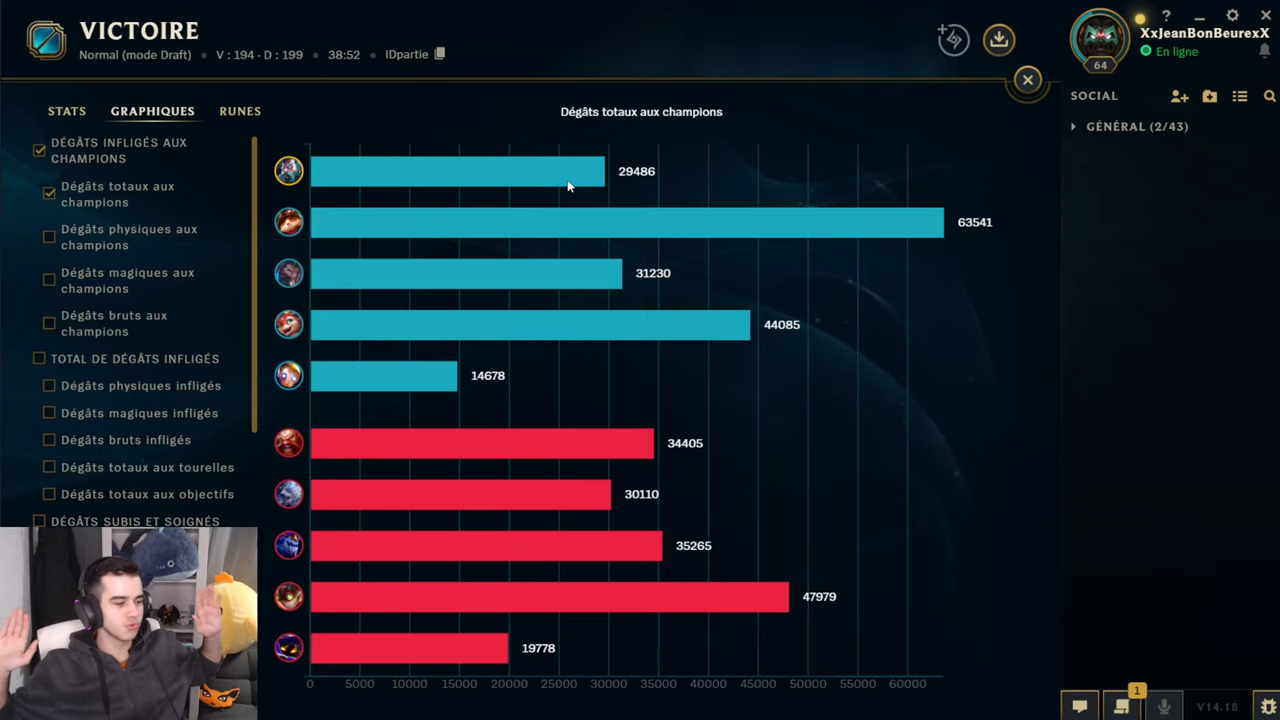 VICTOIRE
Normal (mode Draft) • V : 194 - D : 199 • 38:52 • IDpartie
64
?
XxJeanBonBeurexX
En ligne
SOCIAL
GÉNÉRAL (2/43)
STATS GRAPHIQUES RUNES
Dégâts totaux aux champions
DÉGÂTS INFLIGÉS AUX
CHAMPIONS
Dégâts totaux aux
champions
Dégâts physiques aux
champions
Dégâts magiques aux
champions
Dégâts bruts aux
champions
TOTAL DE DÉGÂTS INFLIGÉS
Dégâts physiques infligés
Dégâts magiques infligés
Dégâts bruts infligés
Dégâts totaux aux tourelles
Dégâts totaux aux objectifs
DÉGÂTS SUBIS ET SOIGNÉS
29486
63541
31230
44085
14678
34405
30110
35265
47979
19778
0 5000 10000 15000 20000 25000 30000 35000 40000 45000 50000 55000 60000
1
V14.18